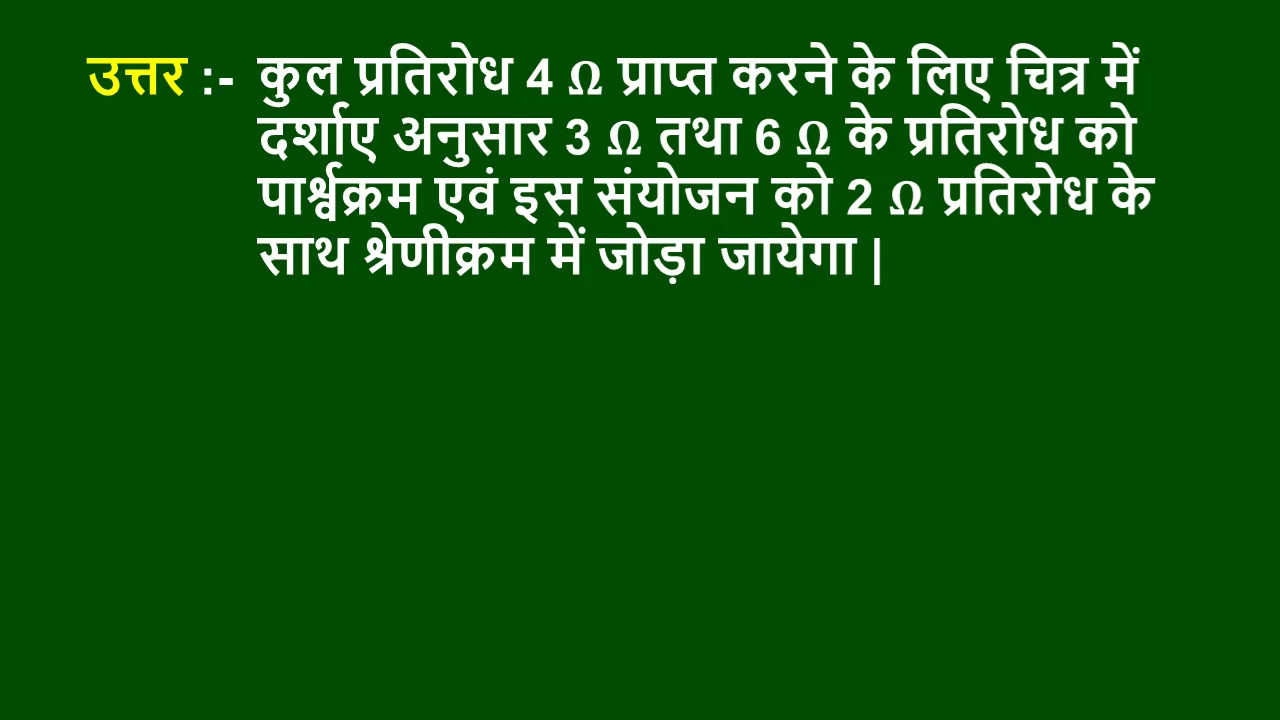 उत्तर :- कुल प्रतिरोध 4 Ω प्राप्त करने के लिए चित्र में
दर्शाए अनुसार 3 Ω तथा 6 Ω के प्रतिरोध को
पार्श्वक्रम एवं इस संयोजन को 2 Ω प्रतिरोध के
साथ श्रेणीक्रम में जोड़ा जायेगा |